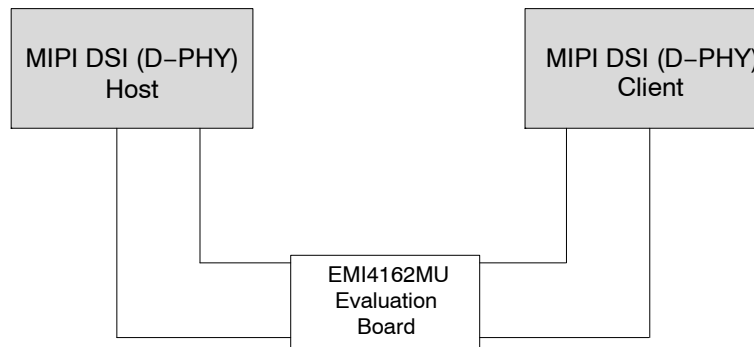 MIPI DSI (D−PHY)
Host
MIPI DSI (D−PHY)
Client
EMI4162MU
Evaluation
Board